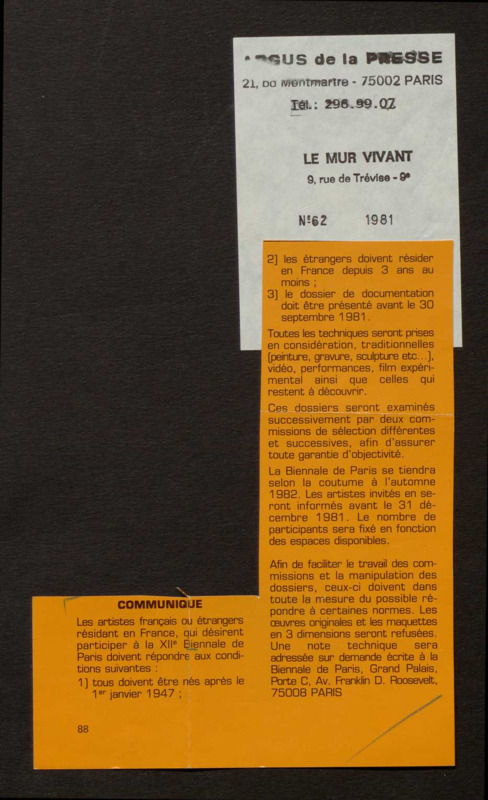 ARGUS de la PRESSE
21, BD Montmartre - 75002 PARIS
Tél.: 296.99.07
LE MUR VIVANT
9, rue de Trévise - 9e
N:62 1981
COMMUNIQUE
Les artistes français ou étrangers
résidant en France, qui désirent
participer à la XIIe Biennale de
Paris doivent répondre aux condi-
tions suivantes :
1) tous doivent être nés après le
1er janvier 1947 ;
88
2) les étrangers doivent résider
en France depuis 3 ans au
moins ;
3) le dossier de documentation
doit être présenté avant le 30
septembre 1981.
Toutes les techniques seront prises
en considération, traditionnelles
(peinture, gravure, sculpture etc...),
vidéo, performances, film expéri-
mental ainsi que celles qui
restent à découvrir.
Ces dossiers seront examinés
successivement par deux com-
missions de sélection différentes
et successives, afin d'assurer
toute garantie d'objectivité.
La Biennale de Paris se tiendra
selon la coutume à l'automne
1982. Les artistes invités en se-
ront informés avant le 31 dé-
cembre 1981. Le nombre de
participants sera fixé en fonction
des espaces disponibles.
Afin de faciliter le travail des com-
missions et la manipulation des
dossiers, ceux-ci doivent dans
toute la mesure du possible ré-
pondre à certaines normes. Les
œuvres originales et les maquettes
en 3 dimensions seront refusées.
Une note technique sera
adressée sur demande écrite à la
Biennale de Paris, Grand Palais,
Porte C, Av. Franklin D. Roosevelt,
75008 PARIS